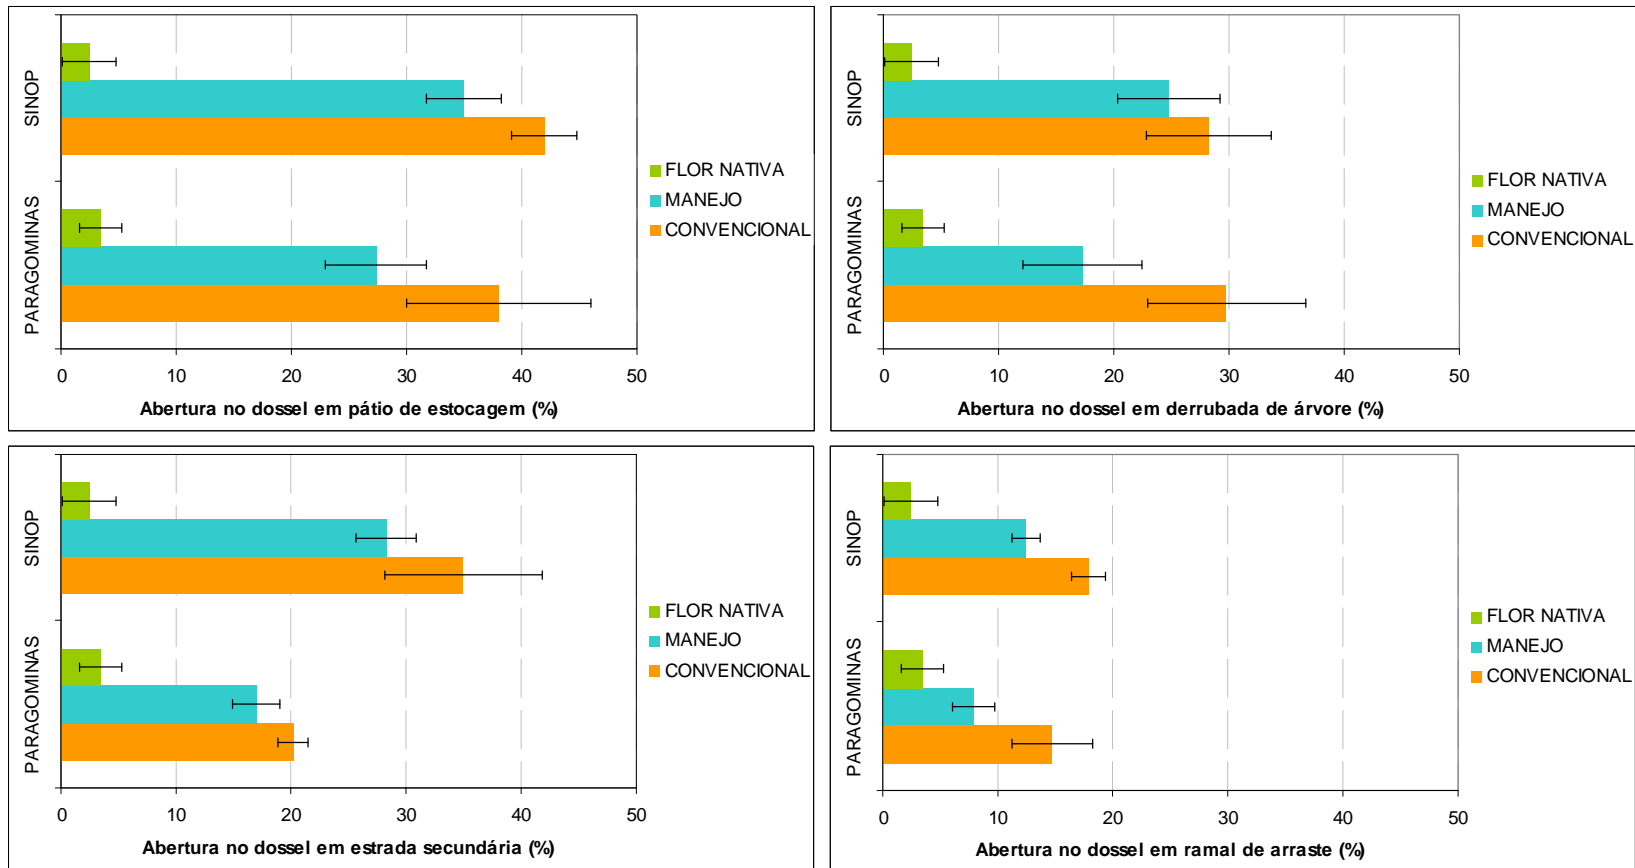 SINOP
PARAGOMINAS
FLOR NATIVA
MANEJO
CONVENCIONAL
0 10 20 30 40 50
Abertura no dossel em pátio de estocagem (%)
SINOP
PARAGOMINAS
FLOR NATIVA
MANEJO
CONVENCIONAL
0 10 20 30 40 50
Abertura no dossel em derrubada de árvore (%)
SINOP
PARAGOMINAS
FLOR NATIVA
MANEJO
CONVENCIONAL
0 10 20 30 40 50
Abertura no dossel em estrada secundária (%)
SINOP
PARAGOMINAS
FLOR NATIVA
MANEJO
CONVENCIONAL
0 10 20 30 40 50
Abertura no dossel em ramal de arraste (%)